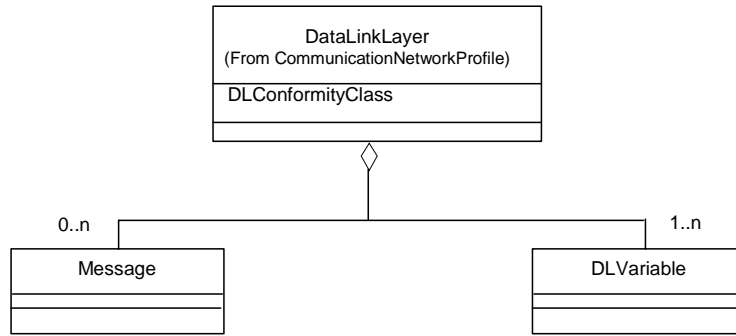 DataLinkLayer
(From CommunicationNetworkProfile)
DLConformityClass
0..n
1..n
Message
DLVariable